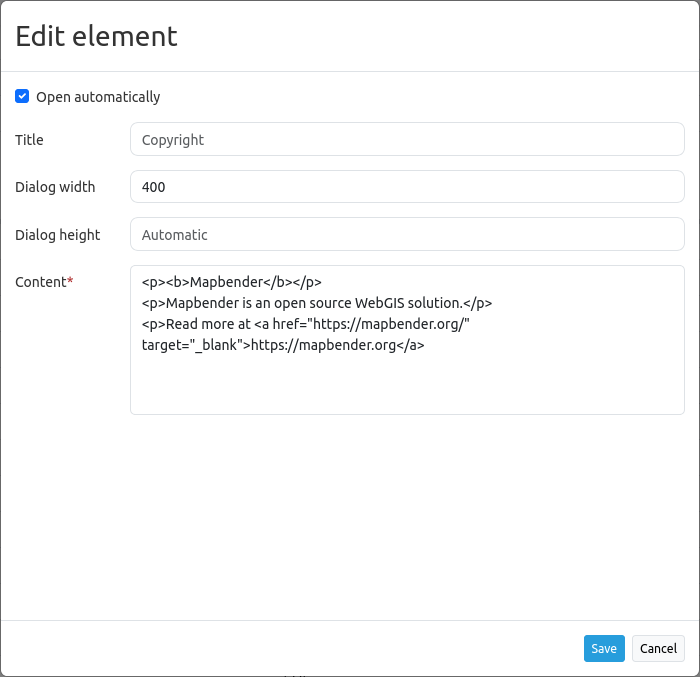 Edit element
Open automatically
Title
Copyright
Dialog width
400
Dialog height
Automatic
Content*
<p><b>Mapbender</b></p>
<p>Mapbender is an open source WebGIS solution.</p>
<p>Read more at <a href="https://mapbender.org/"
target="_blank">https://mapbender.org</a>
Save
Cancel